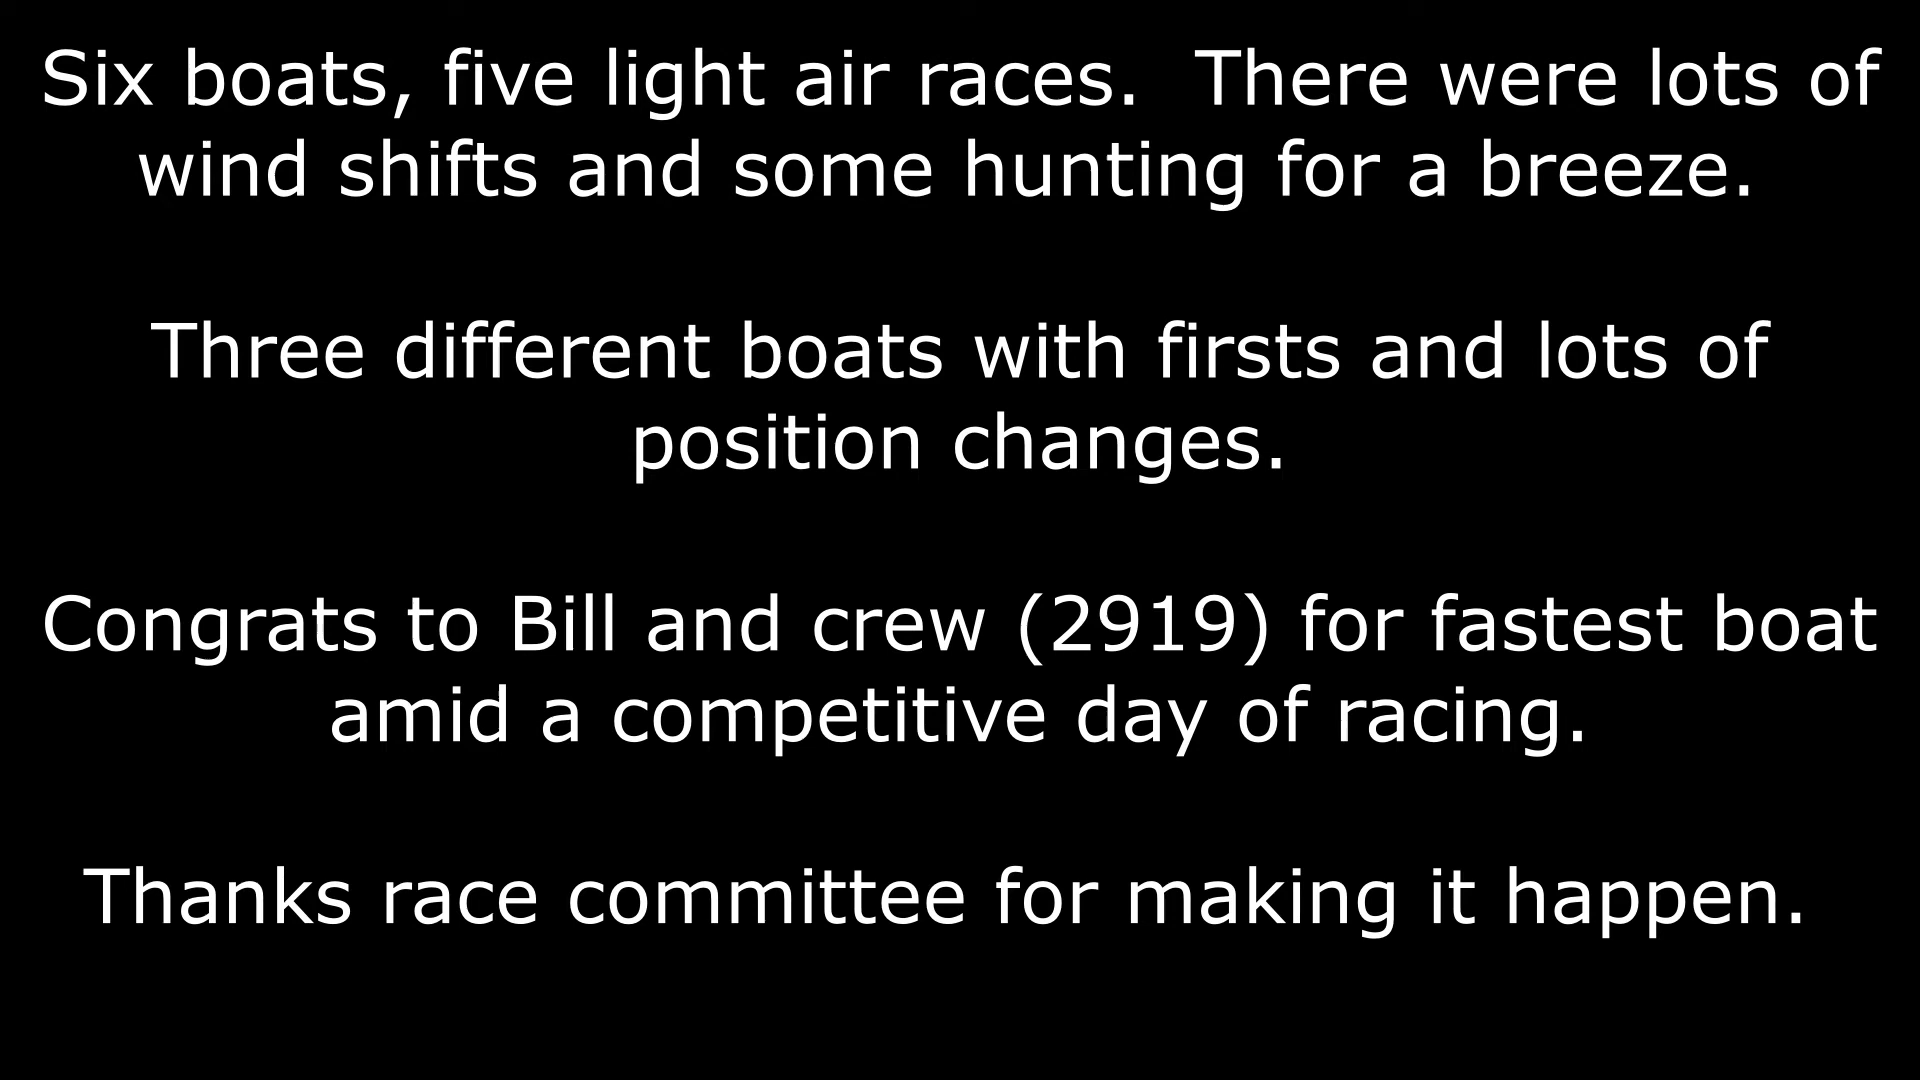 Six boats, five light air races.  There were lots of
wind shifts and some hunting for a breeze.
Three different boats with firsts and lots of
position changes.
Congrats to Bill and crew (2919) for fastest boat
amid a competitive day of racing.
Thanks race committee for making it happen.